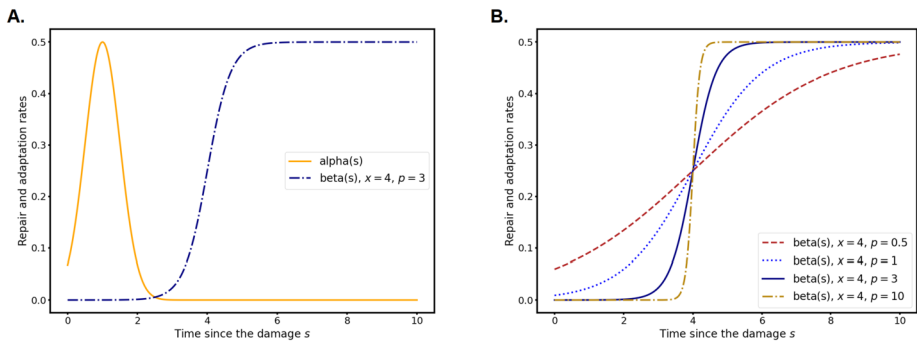 A.
Repair and adaptation rates
0.5
0.4
0.3
0.2
0.1
0.0
alpha(s)
beta(s), x = 4, p = 3
0
2
4
6
8
10
Time since the damage s
B.
Repair and adaptation rates
0.5
0.4
0.3
0.2
0.1
0.0
beta(s), x = 4, p = 0.5
beta(s), x = 4, p = 1
beta(s), x = 4, p = 3
beta(s), x = 4, p = 10
0
2
4
6
8
10
Time since the damage s